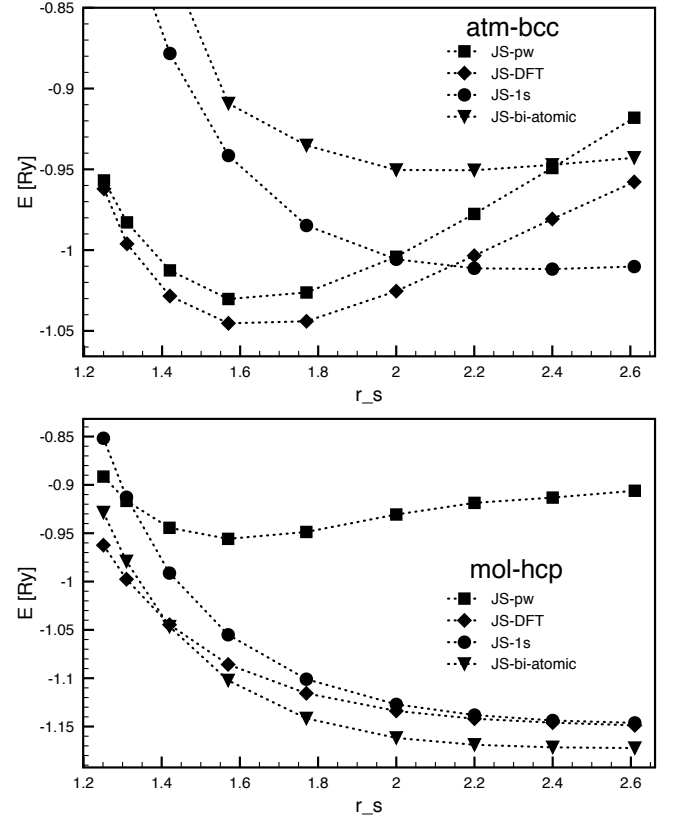 -0.85
atm-bcc
JS-pw
JS-DFT
-0.9
JS-1s
JS-bi-atomic
E [Ry]
-0.95
-1
-1.05
1.2 1.4 1.6 1.8 2 2.2 2.4 2.6
r_s
-0.85
-0.9
-0.95
E [Ry]
-1
mol-hcp
JS-pw
-1.05
JS-DFT
JS-1s
-1.1
JS-bi-atomic
-1.15
1.2 1.4 1.6 1.8 2 2.2 2.4 2.6
r_s